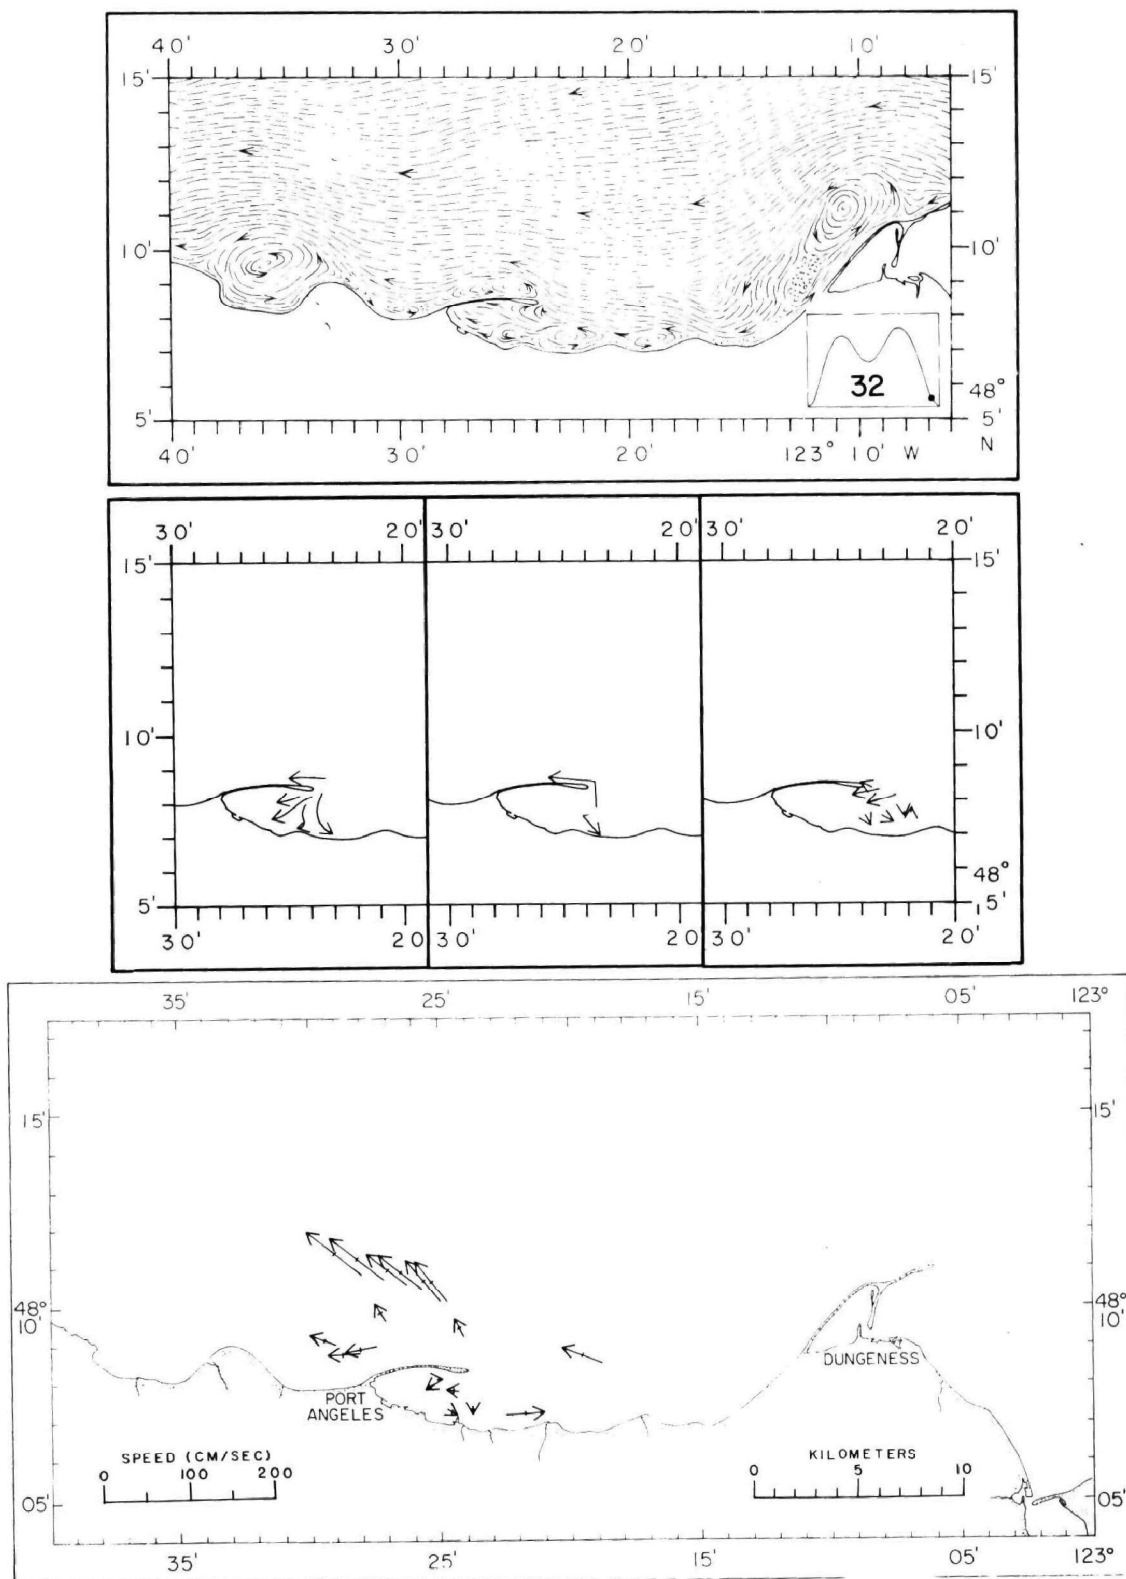 40' 30' 20' 10'
15' 15'
10' 10'
32
48°
5' 5'
N
40' 30' 20' 123° 10' W
30' 20' 30' 20' 30' 20'
15' 15'
10' 10'
48°
5' 5'
30' 20 30' 20' 30' 20'
35' 25' 15' 05' 123°
15' 15'
48° 48°
10' 10'
DUNGENESS
PORT
ANGELES
SPEED (CM/SEC) KILOMETERS
0 100 200 0 5 10
05' 05'
35' 25' 15' 05' 123°